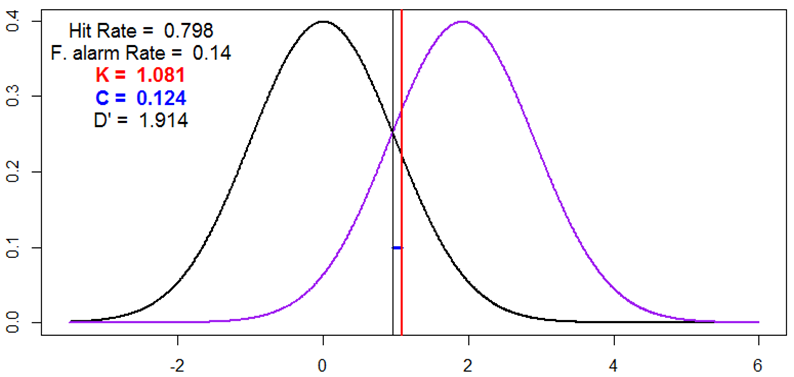 Hit Rate = 0.798
F. alarm Rate = 0.14
K = 1.081
C = 0.124
D' = 1.914
0.4
0.3
0.2
0.1
0.0
-2 0 2 4 6